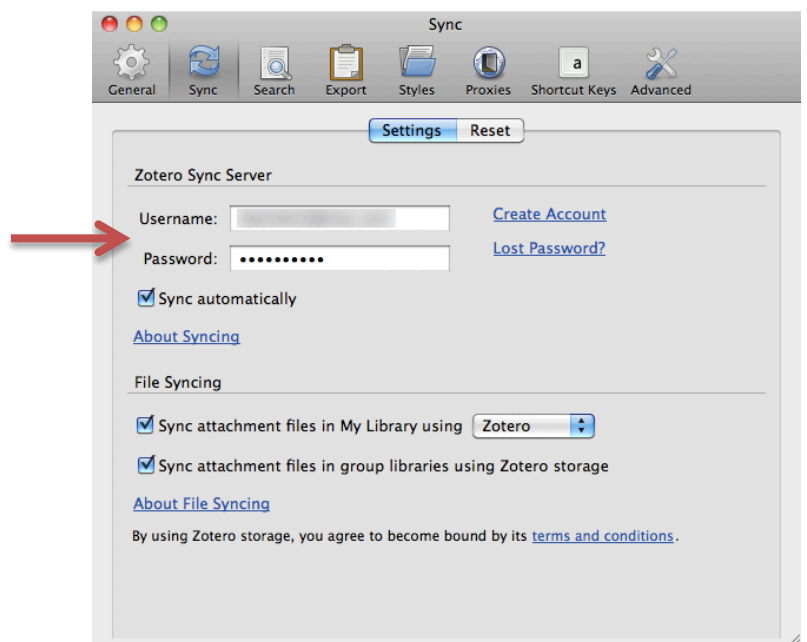 Sync
General Sync Search Export Styles Proxies a Shortcut Keys Advanced
Settings Reset
Zotero Sync Server
Username: Create Account
Password: •••••••••• Lost Password?
Sync automatically
About Syncing
File Syncing
Sync attachment files in My Library using Zotero
Sync attachment files in group libraries using Zotero storage
About File Syncing
By using Zotero storage, you agree to become bound by its terms and conditions.